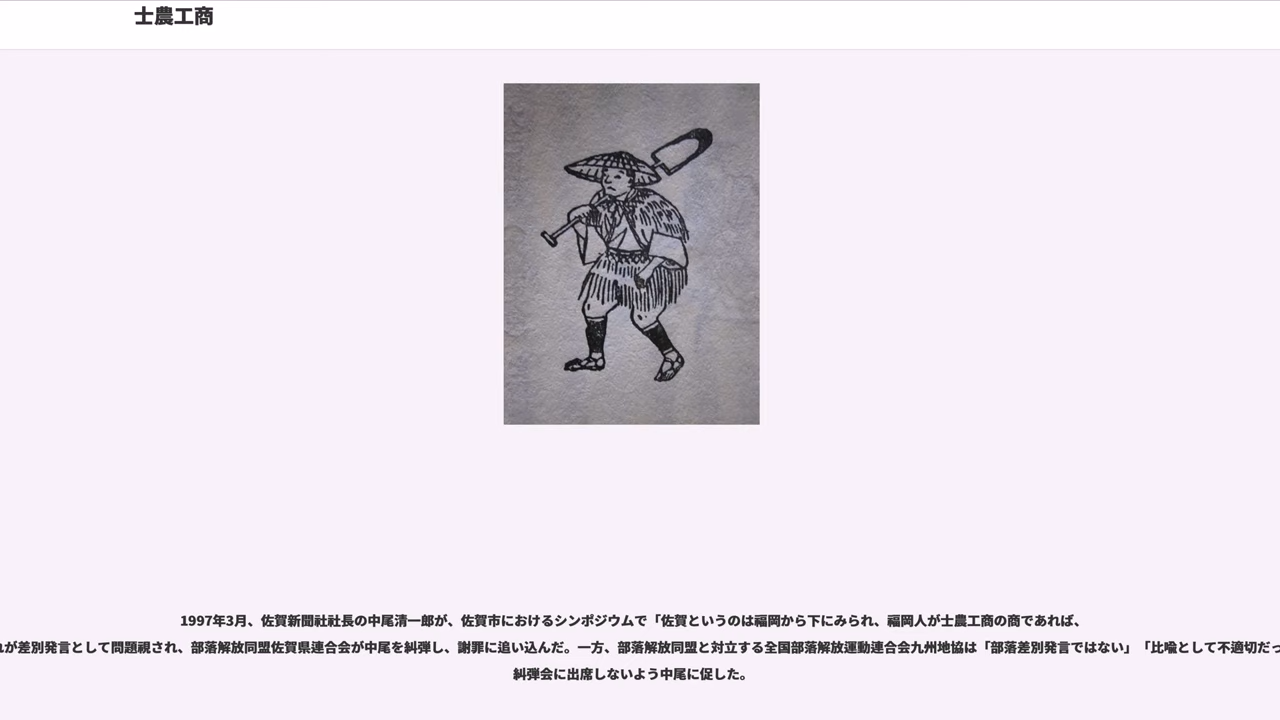 士農工商
1997年3月、佐賀新聞社社長の中尾清一郎が、佐賀市におけるシンポジウムで「佐賀というのは福岡から下にみられ、福岡人が士農工商の商であれば、
が差別発言として問題視され、部落解放同盟佐賀県連合会が中尾を糾弾し、謝罪に追い込んだ。一方、部落解放同盟と対立する全国部落解放運動連合会九州地協は「部落差別発言ではない」「比喩として不適切だっ
糾弾会に出席しないよう中尾に促した。